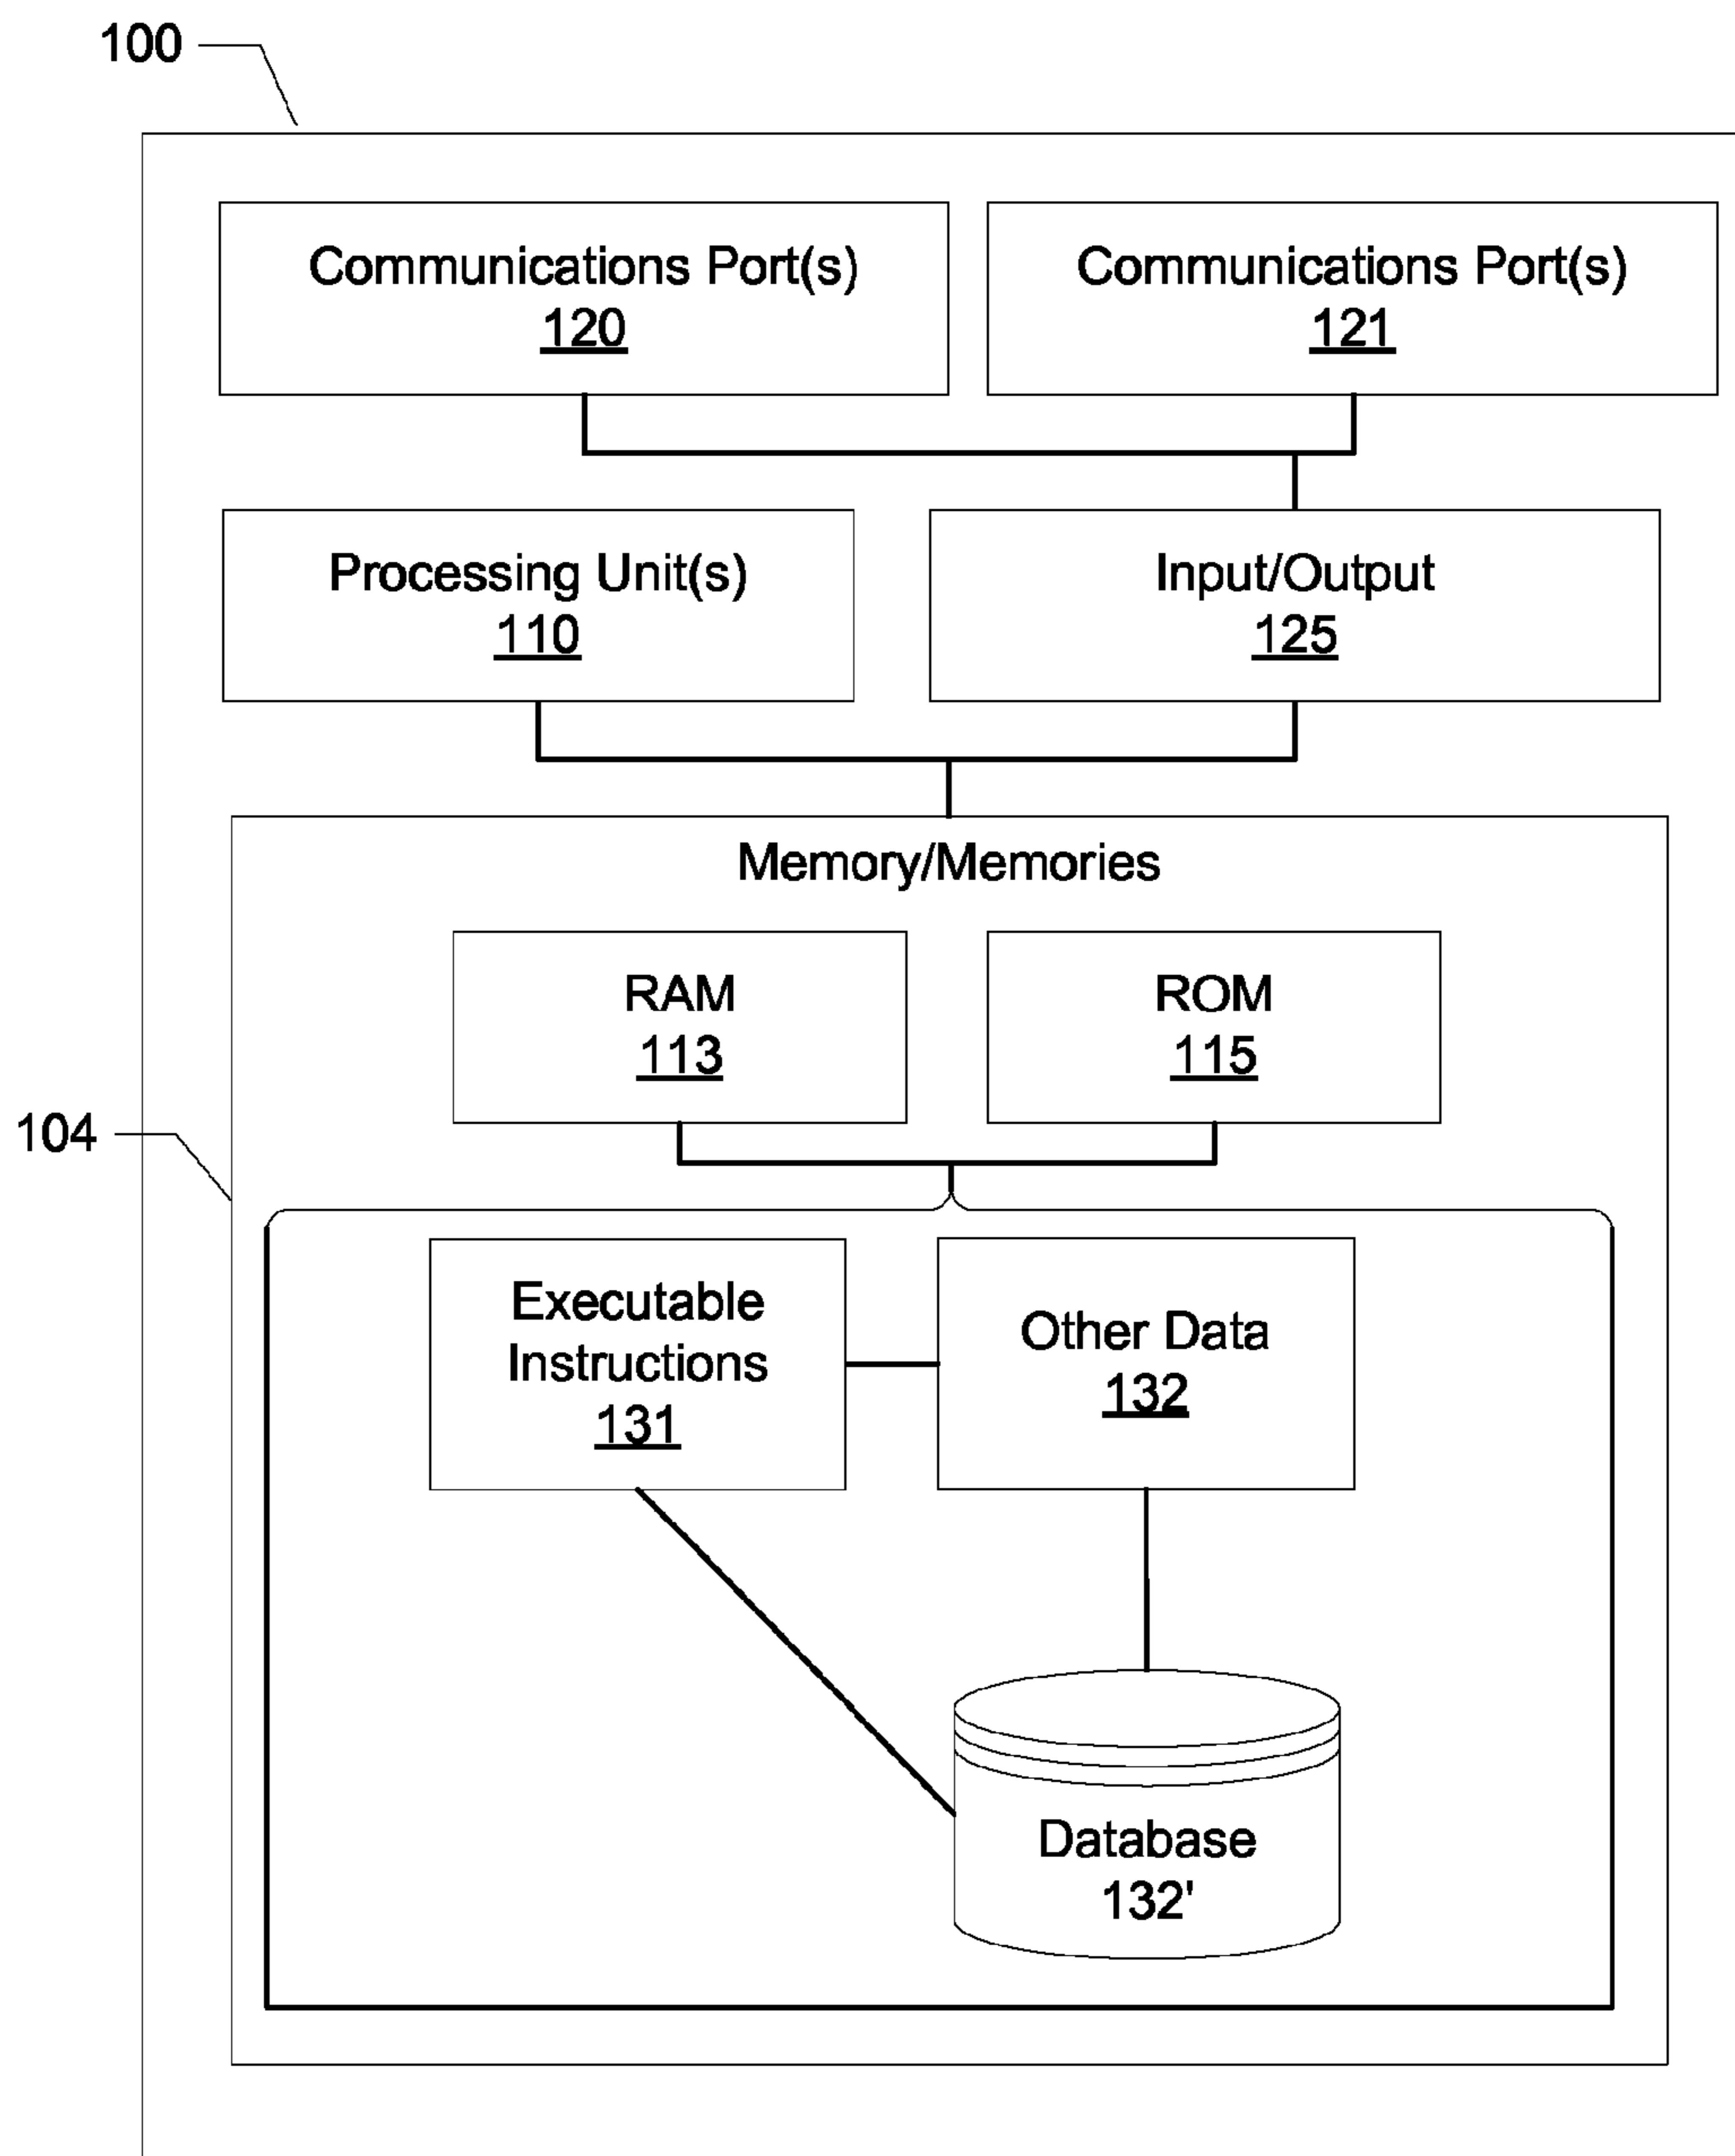 100
Communications Port(s)
120
Communications Port(s)
121
Processing Unit(s)
110
Input/Output
125
Memory/Memories
RAM
113
ROM
115
104
Executable
Instructions
131
Other Data
132
Database
132'